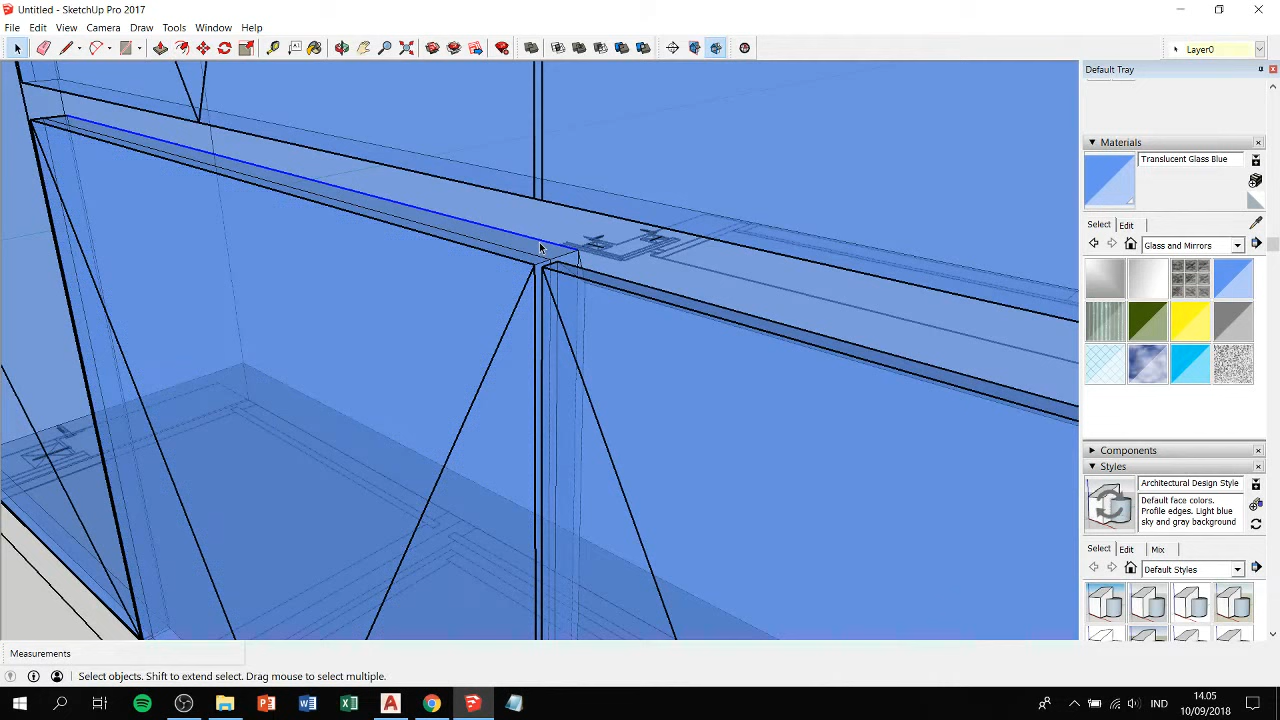 Untitled - SketchUp Pro 2017
File Edit View Camera Draw Tools Window Help
Layer0
Default Tray
Materials
Translucent Glass Blue
Select Edit
Glass and Mirrors
Components
Styles
Architectural Design Style
Default face colors.
Profile edges. Light blue
sky and gray background
Select Edit Mix
Default Styles
Measurements
Select objects. Shift to extend select. Drag mouse to select multiple.
IND
14.05
10/09/2018